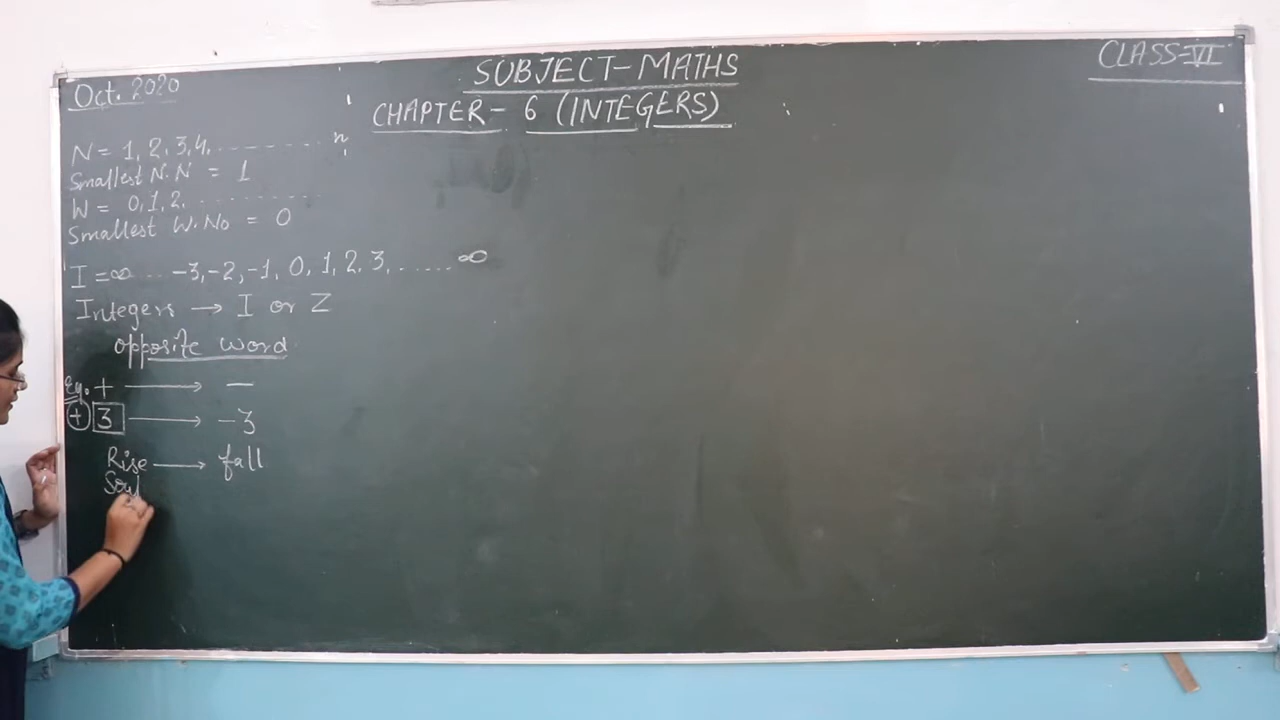 Oct. 2020
SUBJECT-MATHS
CLASS-VI
CHAPTER- 6 (INTEGERS)
N = 1, 2, 3, 4, ......... n
Smallest N.N = 1
W = 0, 1, 2, .........
Smallest W.No = 0
I = ∞ ... -3, -2, -1, 0, 1, 2, 3, ...... ∞
Integers → I or Z
opposite word
Eg. + → —
+ 3 → -3
Rise → fall